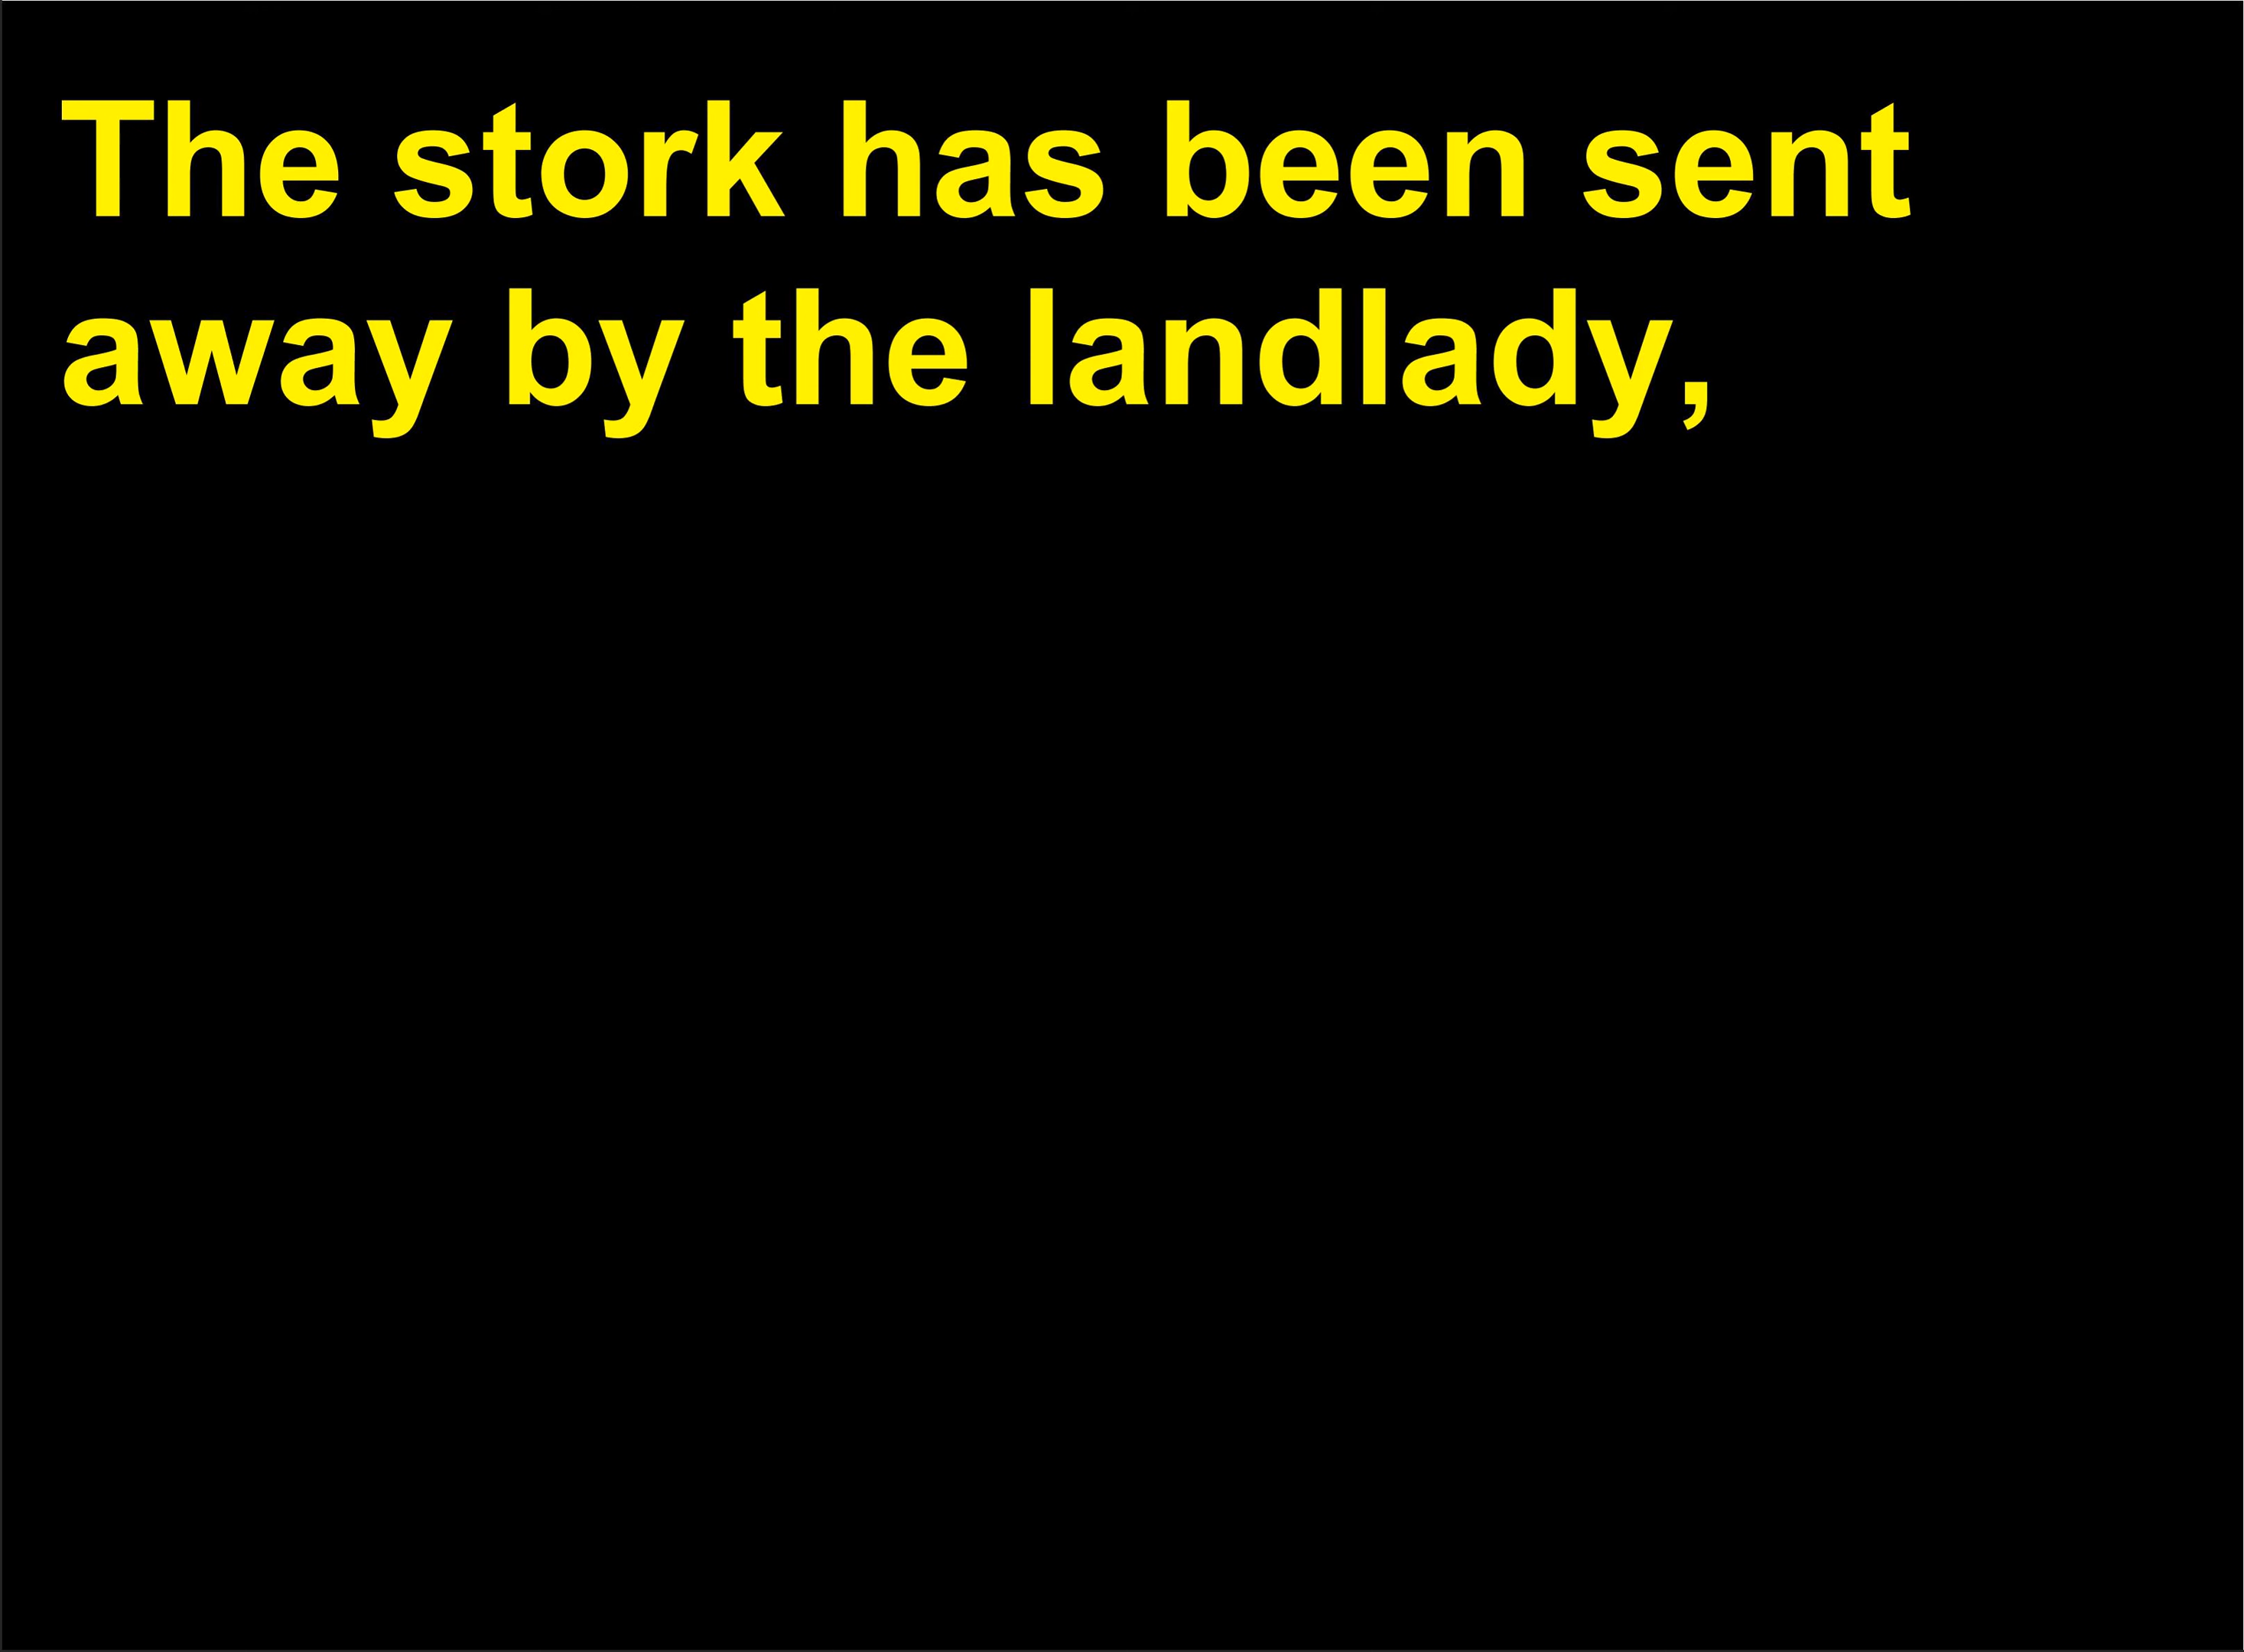 The stork has been sent
away by the landlady,